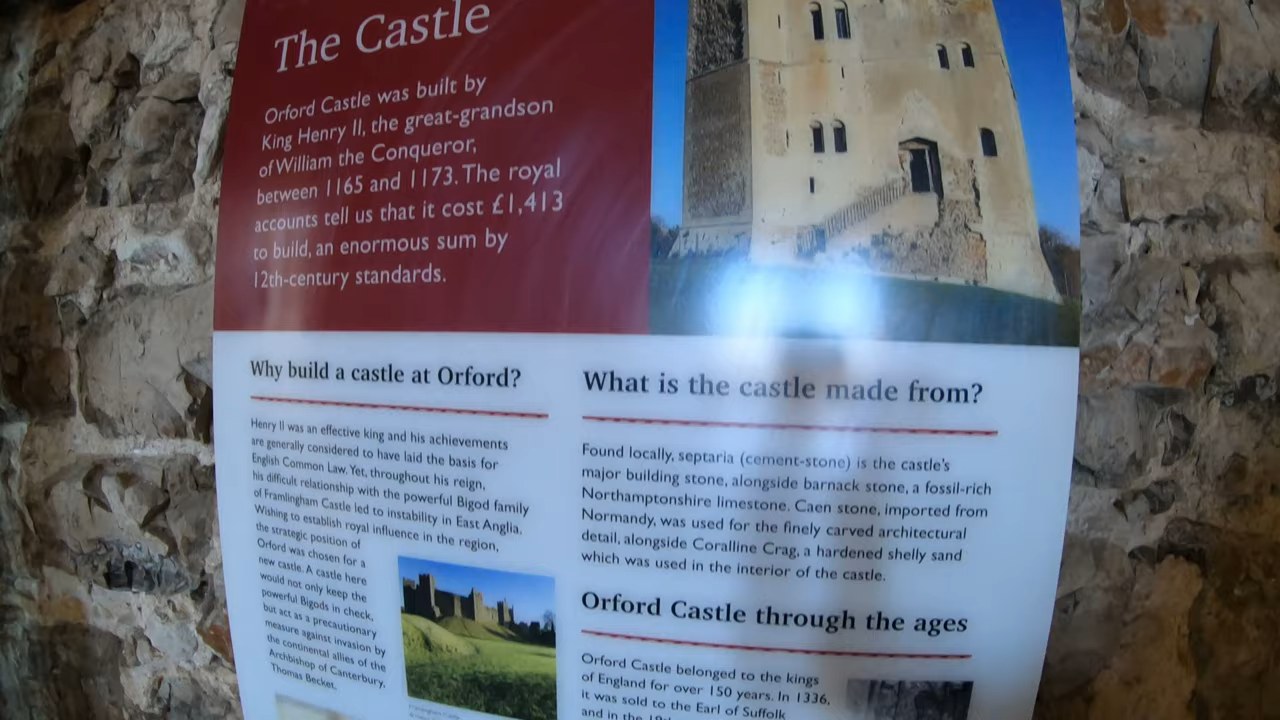 The Castle
Orford Castle was built by
King Henry II, the great-grandson
of William the Conqueror,
between 1165 and 1173. The royal
accounts tell us that it cost £1,413
to build, an enormous sum by
12th-century standards.
Why build a castle at Orford?
Henry II was an effective king and his achievements
are generally considered to have laid the basis for
English Common Law. Yet, throughout his reign,
his difficult relationship with the powerful Bigod family
of Framlingham Castle led to instability in East Anglia.
Wishing to establish royal influence in the region,
the strategic position of
Orford was chosen for a
new castle. A castle here
would not only keep the
powerful Bigods in check,
but act as a precautionary
measure against invasion by
the continental allies of the
Archbishop of Canterbury,
Thomas Becket.
Framlingham Castle
What is the castle made from?
Found locally, septaria (cement-stone) is the castle's
major building stone, alongside barnack stone, a fossil-rich
Northamptonshire limestone. Caen stone, imported from
Normandy, was used for the finely carved architectural
detail, alongside Coralline Crag, a hardened shelly sand
which was used in the interior of the castle.
Orford Castle through the ages
Orford Castle belonged to the kings
of England for over 150 years. In 1336,
it was sold to the Earl of Suffolk
and in the